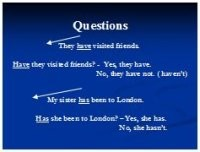 Questions
They have visited friends.
Have they visited friends? - Yes, they have.
No, they have not. ( haven't)
My sister has been to London.
Has she been to London? – Yes, she has.
No, she hasn't.